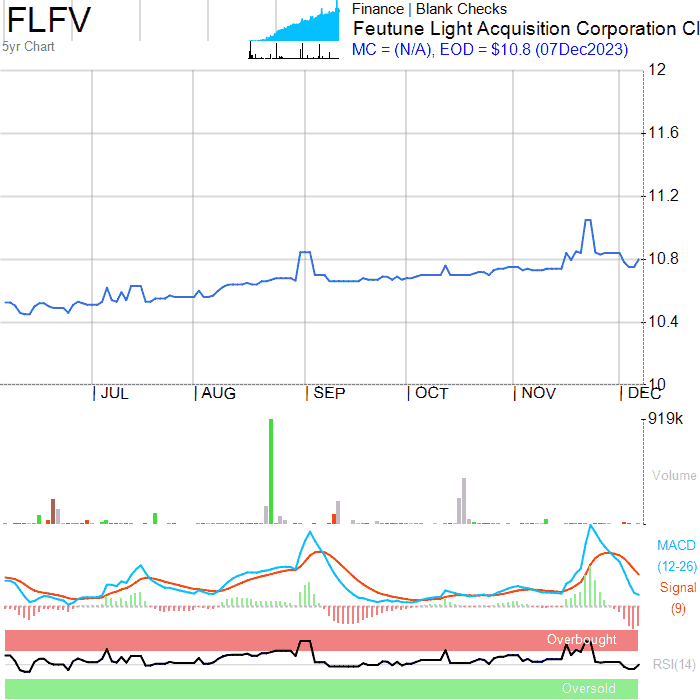 FLFV
5yr Chart
Finance | Blank Checks
Feutune Light Acquisition Corporation Cl
MC = (N/A), EOD = $10.8 (07Dec2023)
12
11.6
11.2
10.8
10.4
10
JUL AUG SEP OCT NOV DEC
919k
Volume
MACD
(12-26)
Signal
(9)
Overbought
RSI(14)
Oversold